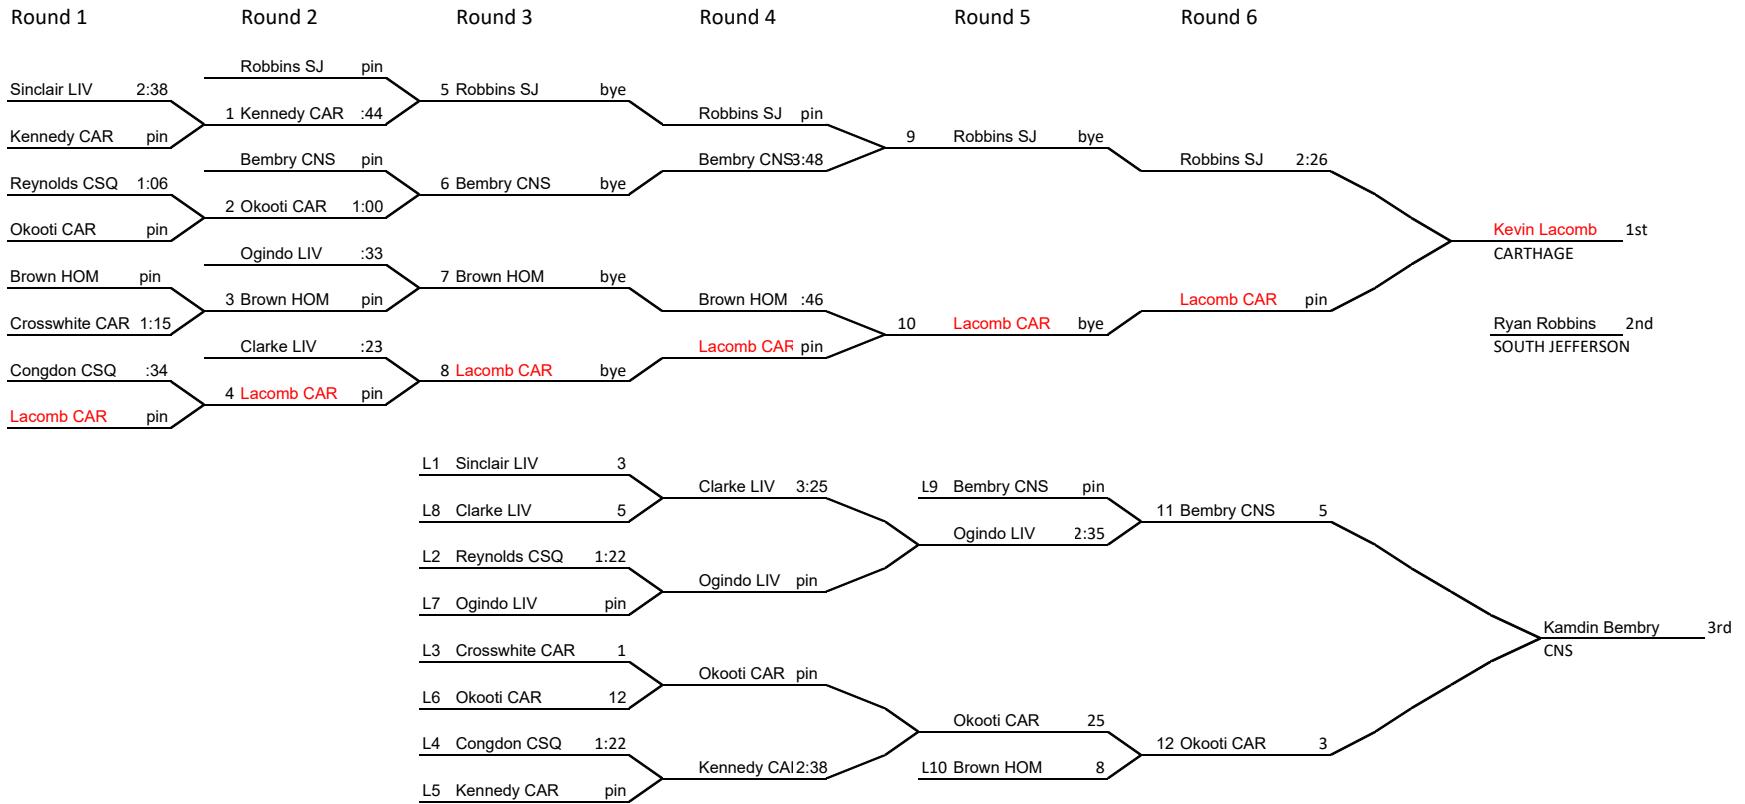 Round 1 Round 2 Round 3 Round 4 Round 5 Round 6
Robbins SJ pin
Sinclair LIV 2:38
5 Robbins SJ bye
1 Kennedy CAR :44
Robbins SJ pin
Kennedy CAR pin
9 Robbins SJ bye
Bembry CNS pin
Bembry CNS 3:48
Robbins SJ 2:26
Reynolds CSQ 1:06
6 Bembry CNS bye
2 Okooti CAR 1:00
Okooti CAR pin
Kevin Lacomb 1st
CARTHAGE
Ogindo LIV :33
Brown HOM pin
7 Brown HOM bye
3 Brown HOM pin
Brown HOM :46
Lacomb CAR pin
Crosswhite CAR 1:15
10 Lacomb CAR bye
Ryan Robbins 2nd
SOUTH JEFFERSON
Clarke LIV :23
Lacomb CAR pin
Congdon CSQ :34
8 Lacomb CAR bye
4 Lacomb CAR pin
Lacomb CAR pin
L1 Sinclair LIV 3
Clarke LIV 3:25
L9 Bembry CNS pin
L8 Clarke LIV 5
11 Bembry CNS 5
Ogindo LIV 2:35
L2 Reynolds CSQ 1:22
Ogindo LIV pin
L7 Ogindo LIV pin
Kamdin Bembry 3rd
CNS
L3 Crosswhite CAR 1
Okooti CAR pin
L6 Okooti CAR 12
Okooti CAR 25
L4 Congdon CSQ 1:22
12 Okooti CAR 3
Kennedy CAI 2:38
L10 Brown HOM 8
L5 Kennedy CAR pin